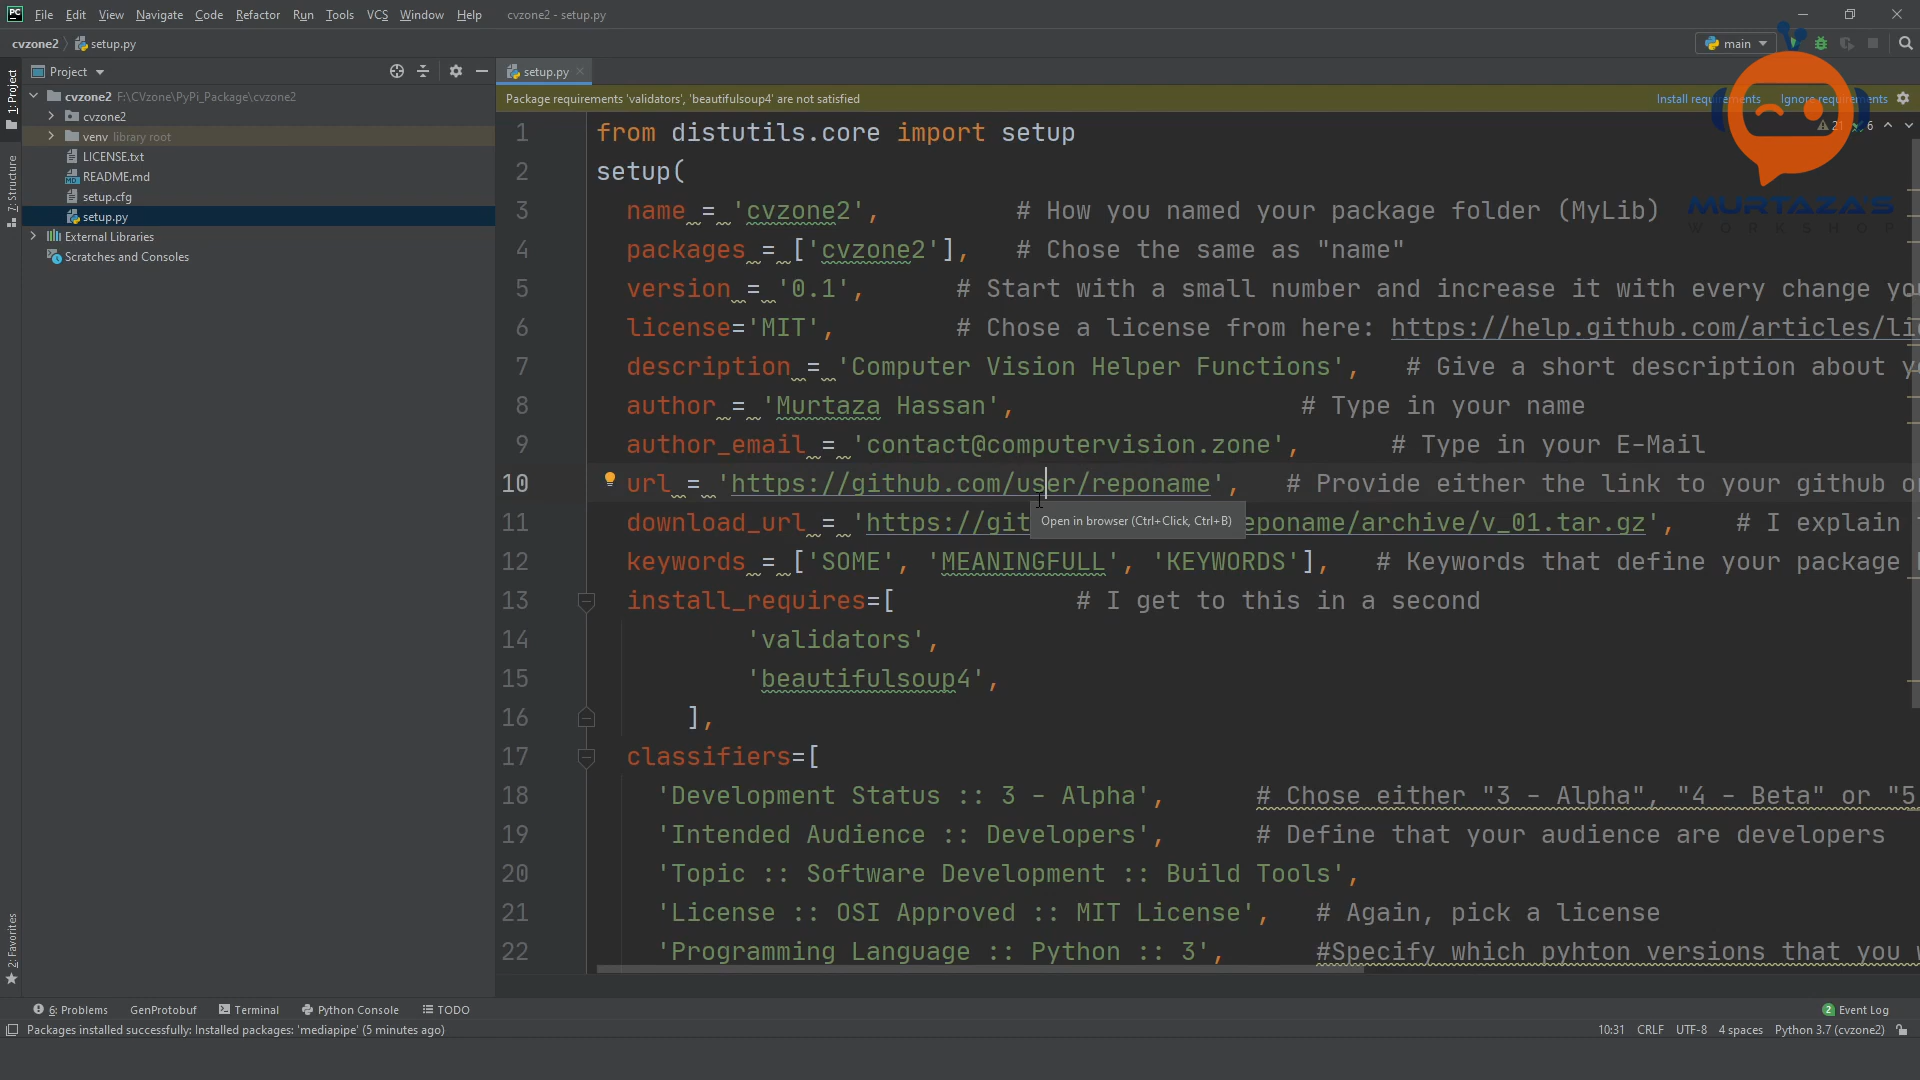 File Edit View Navigate Code Refactor Run Tools VCS Window Help cvzone2 - setup.py
cvzone2 setup.py main
Project
cvzone2 F:\CVzone\PyPi_Package\cvzone2
cvzone2
venv library root
LICENSE.txt
README.md
setup.cfg
setup.py
External Libraries
Scratches and Consoles
1: Project
7: Structure
2: Favorites
setup.py
Package requirements 'validators', 'beautifulsoup4' are not satisfied Install requirements Ignore requirements
21 6
MURTAZA'S
WORKSHOP
1 from distutils.core import setup
2 setup(
3 name = 'cvzone2', # How you named your package folder (MyLib)
4 packages = ['cvzone2'], # Chose the same as "name"
5 version = '0.1', # Start with a small number and increase it with every change yo
6 license='MIT', # Chose a license from here: https://help.github.com/articles/li
7 description = 'Computer Vision Helper Functions', # Give a short description about y
8 author = 'Murtaza Hassan', # Type in your name
9 author_email = 'contact@computervision.zone', # Type in your E-Mail
10 url = 'https://github.com/user/reponame', # Provide either the link to your github o
11 download_url = 'https://git eponame/archive/v_01.tar.gz', # I explain
Open in browser (Ctrl+Click, Ctrl+B)
12 keywords = ['SOME', 'MEANINGFULL', 'KEYWORDS'], # Keywords that define your package
13 install_requires=[ # I get to this in a second
14 'validators',
15 'beautifulsoup4',
16 ],
17 classifiers=[
18 'Development Status :: 3 - Alpha', # Chose either "3 - Alpha", "4 - Beta" or "5
19 'Intended Audience :: Developers', # Define that your audience are developers
20 'Topic :: Software Development :: Build Tools',
21 'License :: OSI Approved :: MIT License', # Again, pick a license
22 'Programming Language :: Python :: 3', #Specify which pyhton versions that you
6: Problems GenProtobuf Terminal Python Console TODO 2 Event Log
Packages installed successfully: Installed packages: 'mediapipe' (5 minutes ago) 10:31 CRLF UTF-8 4 spaces Python 3.7 (cvzone2)